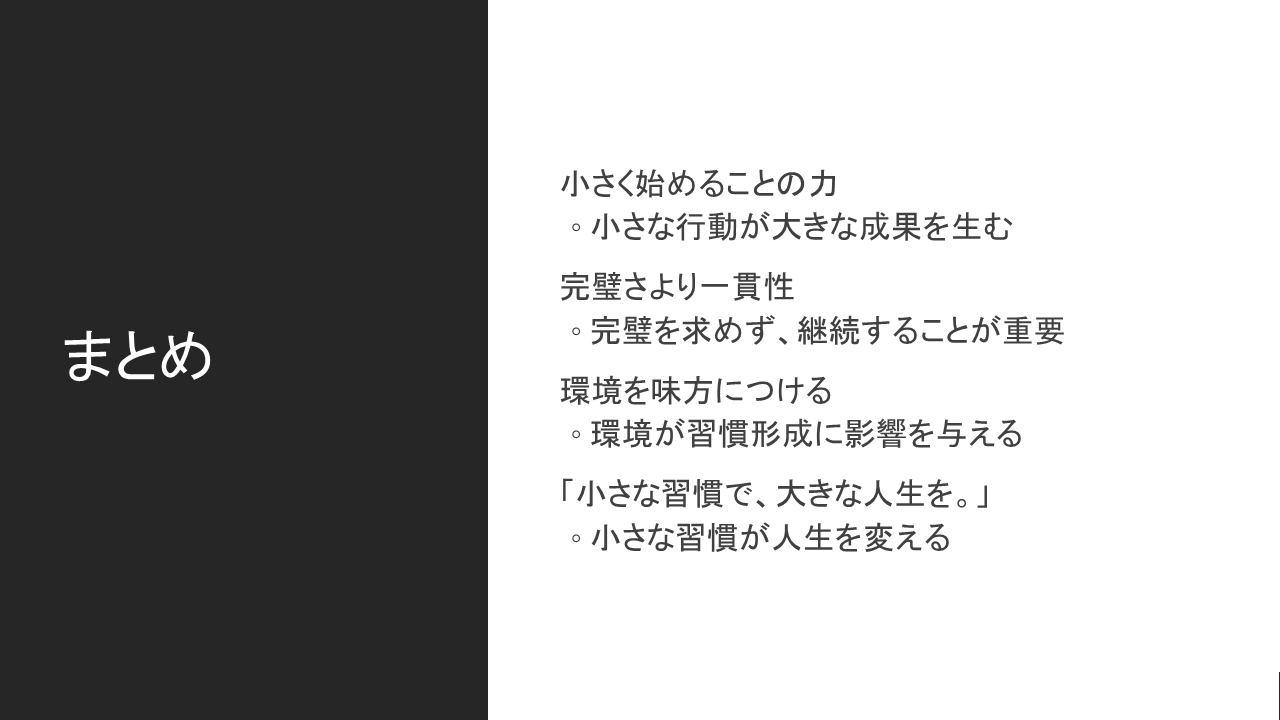 まとめ
小さく始めることの力
◦ 小さな行動が大きな成果を生む
完璧さより一貫性
◦ 完璧を求めず、継続することが重要
環境を味方につける
◦ 環境が習慣形成に影響を与える
「小さな習慣で、大きな人生を。」
◦ 小さな習慣が人生を変える